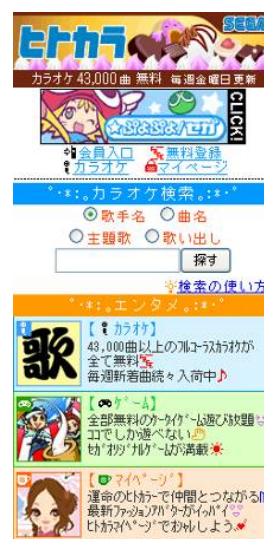 SEGA
ヒトカラ
カラオケ 43,000曲 無料 毎週金曜日更新
ぷよぷよ!セガ
CLICK!
会員入口 無料登録
カラオケ マイページ
°･*:。カラオケ検索。:*･°
歌手名 曲名
主題歌 歌い出し
探す
検索の使い方
°･*:。エンタメ。:*･°
歌
【カラオケ】
43,000曲以上のフルコーラスカラオケが
全て無料
毎週新着曲続々入荷中♪
【ゲーム】
全部無料のケータイゲーム遊び放題
ココでしか遊べない
セガオリジナルゲームが満載
【マイページ】
運命のヒトカラーで仲間とつながる
最新ファッションアバターがイッパイ
ヒトカラマイページでおシャレしよう